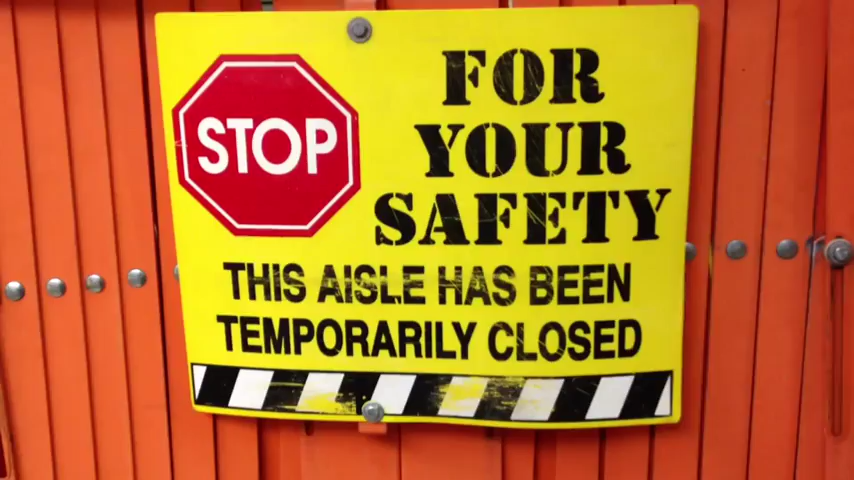 STOP
FOR
YOUR
SAFETY
THIS AISLE HAS BEEN
TEMPORARILY CLOSED